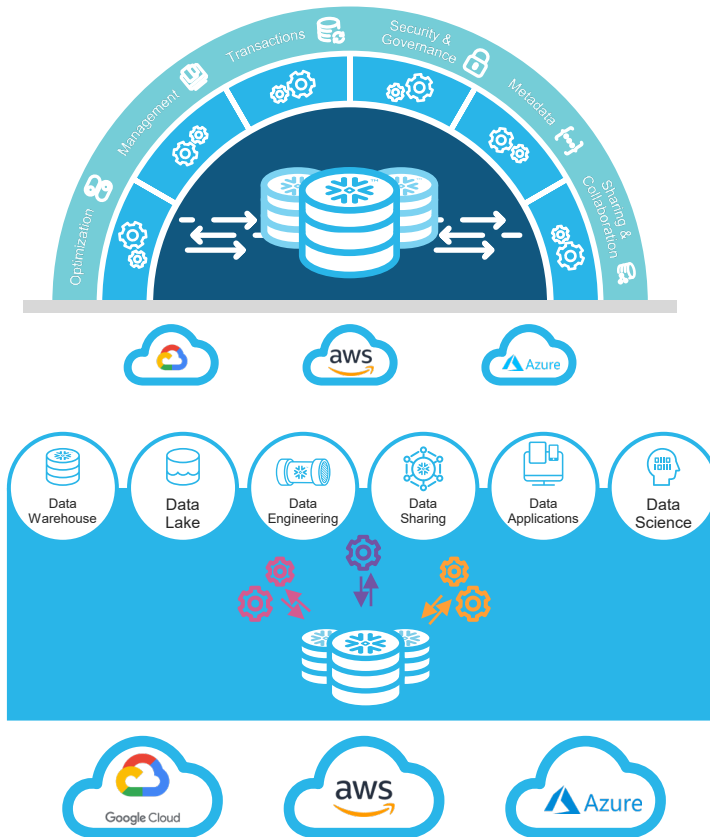 Optimization
Management
Transactions
Security &
Governance
Metadata
Sharing &
Collaboration
aws
Azure
Data
Warehouse
Data
Lake
Data
Engineering
Data
Sharing
Data
Applications
Data
Science
Google Cloud
aws
Azure